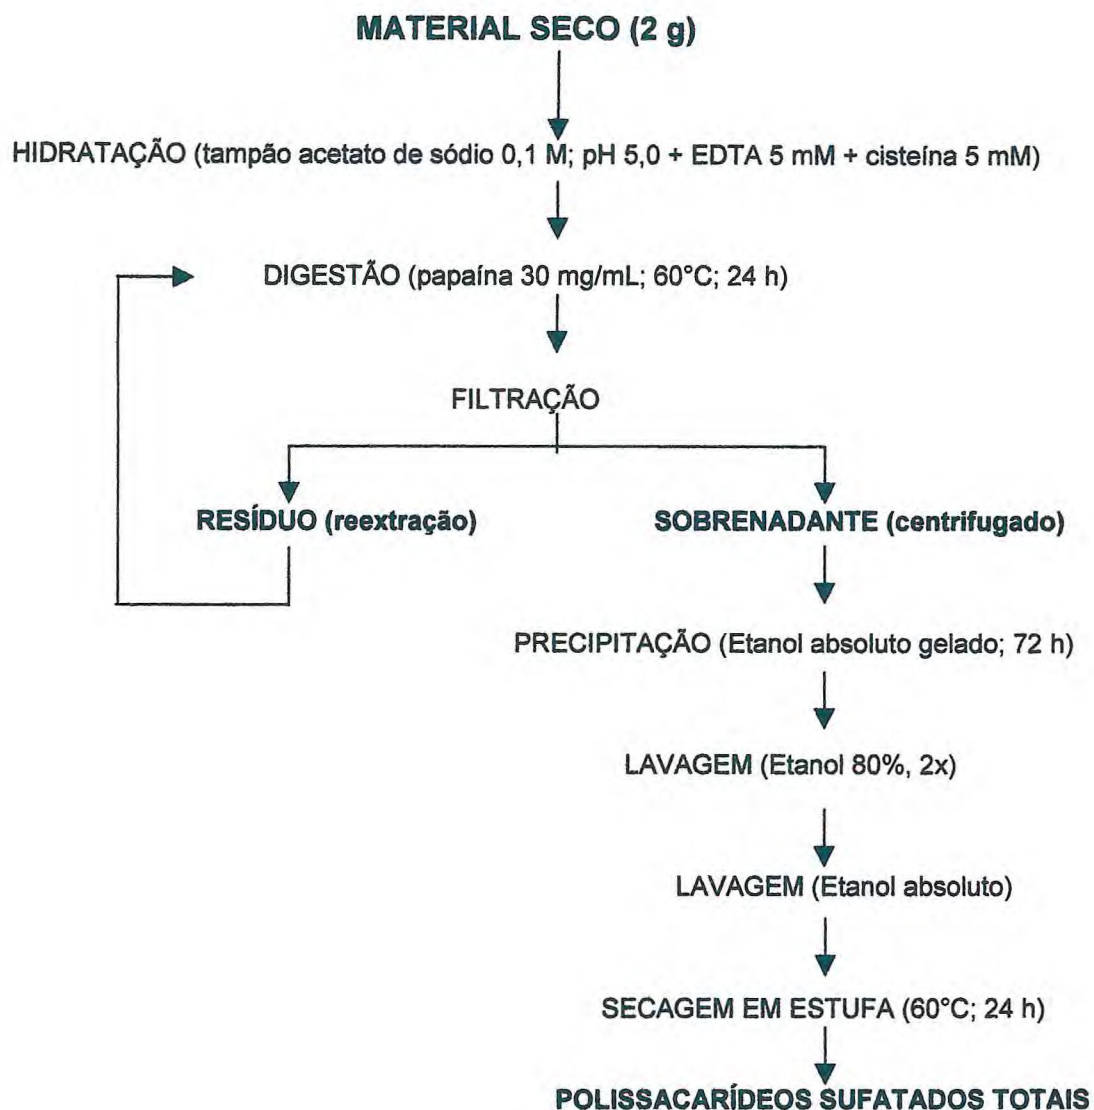 MATERIAL SECO (2 g)
HIDRATAÇÃO (tampão acetato de sódio 0,1 M; pH 5,0 + EDTA 5 mM + cisteína 5 mM)
DIGESTÃO (papaína 30 mg/mL; 60°C; 24 h)
FILTRAÇÃO
RESÍDUO (reextração)
SOBRENADANTE (centrifugado)
PRECIPITAÇÃO (Etanol absoluto gelado; 72 h)
LAVAGEM (Etanol 80%, 2x)
LAVAGEM (Etanol absoluto)
SECAGEM EM ESTUFA (60°C; 24 h)
POLISSACARÍDEOS SUFATADOS TOTAIS